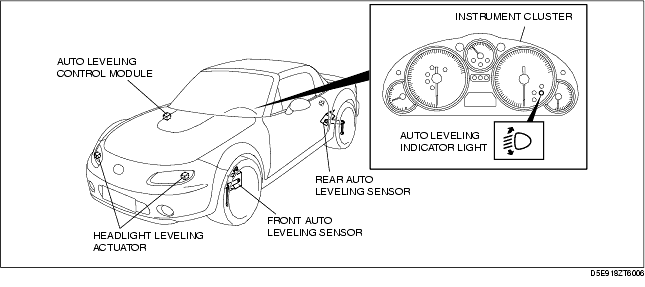 INSTRUMENT CLUSTER
AUTO LEVELING
CONTROL MODULE
AUTO LEVELING
INDICATOR LIGHT
REAR AUTO
LEVELING SENSOR
FRONT AUTO
LEVELING SENSOR
HEADLIGHT LEVELING
ACTUATOR
D5E918ZT6006